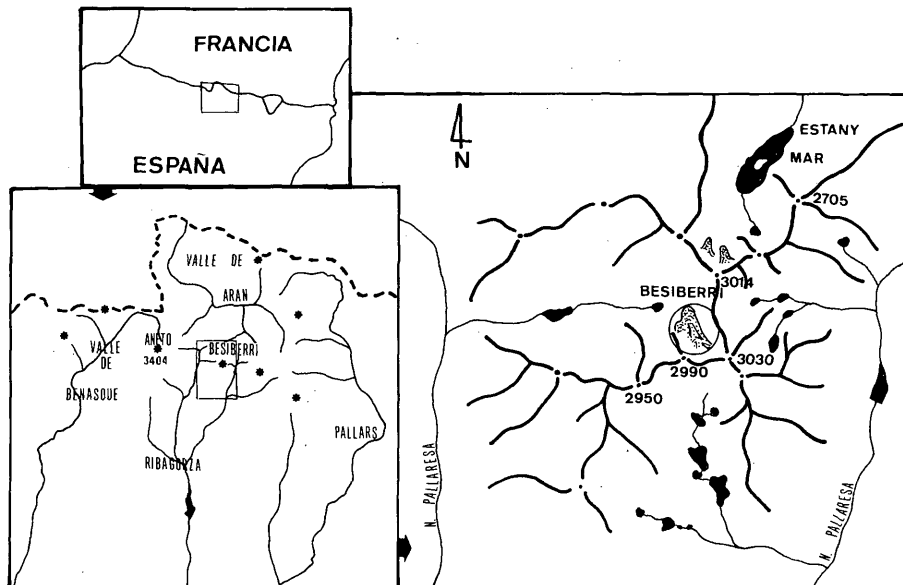 FRANCIA
ESPAÑA
VALLE DE
ARAN
ANETO
3404
BESIBERRI
VALLE
DE
BENASQUE
PALLARS
RIBAGORZA
N
ESTANY
MAR
2705
3014
BESIBERRI
3030
2990
2950
N. PALLARESA
N. PALLARESA